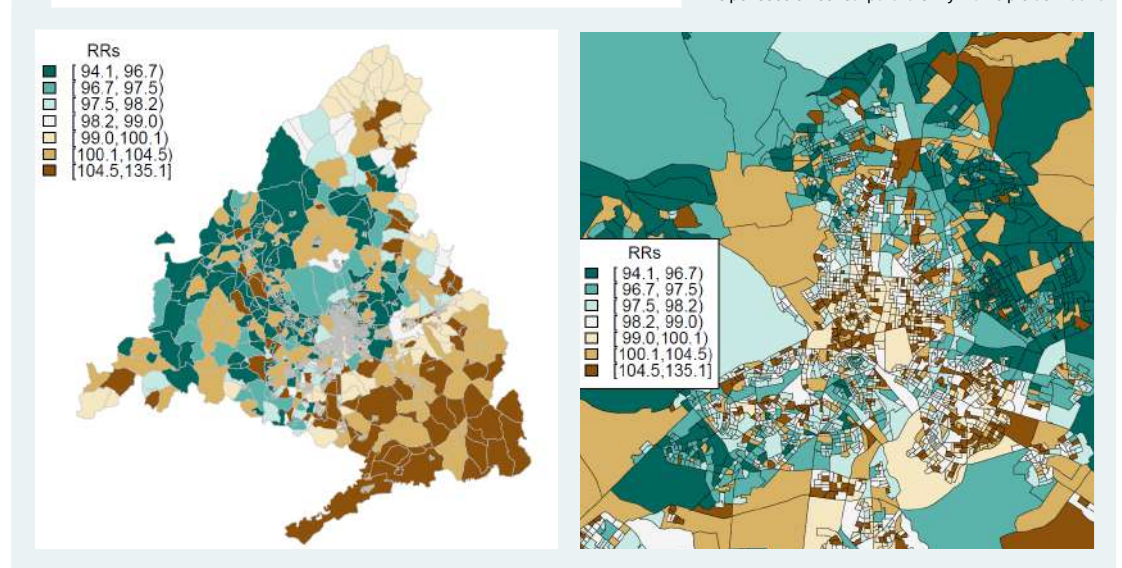 RRs
[ 94.1, 96.7)
[ 96.7, 97.5)
[ 97.5, 98.2)
[ 98.2, 99.0)
[ 99.0,100.1)
[100.1,104.5)
[104.5,135.1]
RRs
[ 94.1, 96.7)
[ 96.7, 97.5)
[ 97.5, 98.2)
[ 98.2, 99.0)
[ 99.0,100.1)
[100.1,104.5)
[104.5,135.1]